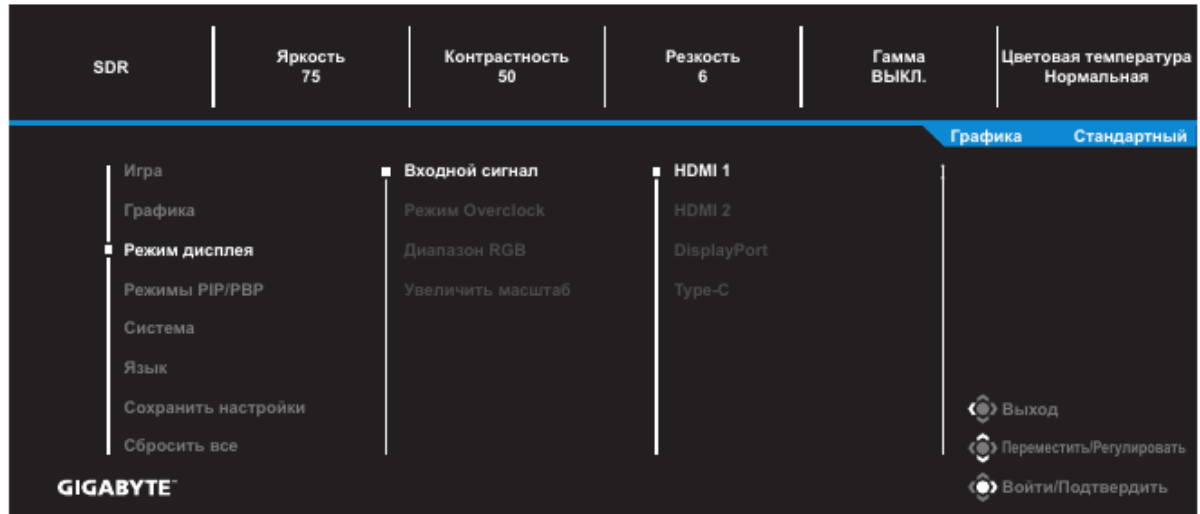 SDR
Яркость
75
Контрастность
50
Резкость
6
Гамма
ВЫКЛ.
Цветовая температура
Нормальная
Графика Стандартный
Игра
Графика
Режим дисплея
Режимы PIP/PBP
Система
Язык
Сохранить настройки
Сбросить все
Входной сигнал
Режим Overclock
Диапазон RGB
Увеличить масштаб
HDMI 1
HDMI 2
DisplayPort
Type-C
Выход
Переместить/Регулировать
Войти/Подтвердить
GIGABYTE™